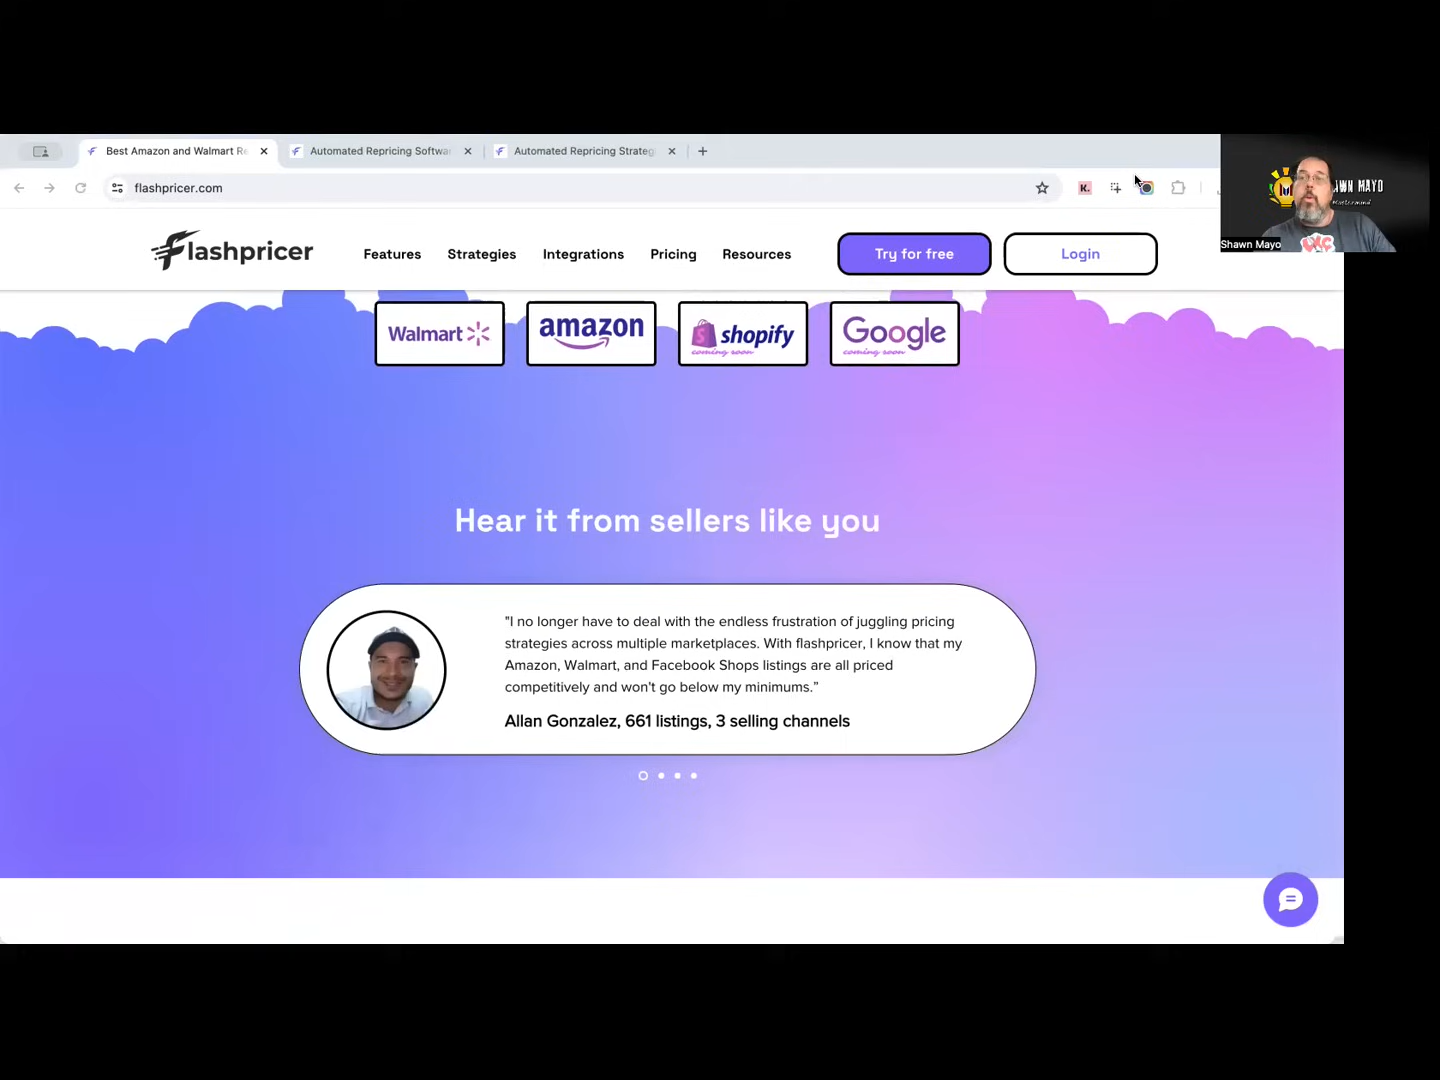 Best Amazon and Walmart Re
Automated Repricing Softwa
Automated Repricing Strateg
flashpricer.com
K.
WN MAYO
Mastermind
Shawn Mayo
Flashpricer
Features
Strategies
Integrations
Pricing
Resources
Try for free
Login
Walmart
amazon
shopify
coming soon
Google
coming soon
Hear it from sellers like you
"I no longer have to deal with the endless frustration of juggling pricing
strategies across multiple marketplaces. With flashpricer, I know that my
Amazon, Walmart, and Facebook Shops listings are all priced
competitively and won't go below my minimums."
Allan Gonzalez, 661 listings, 3 selling channels